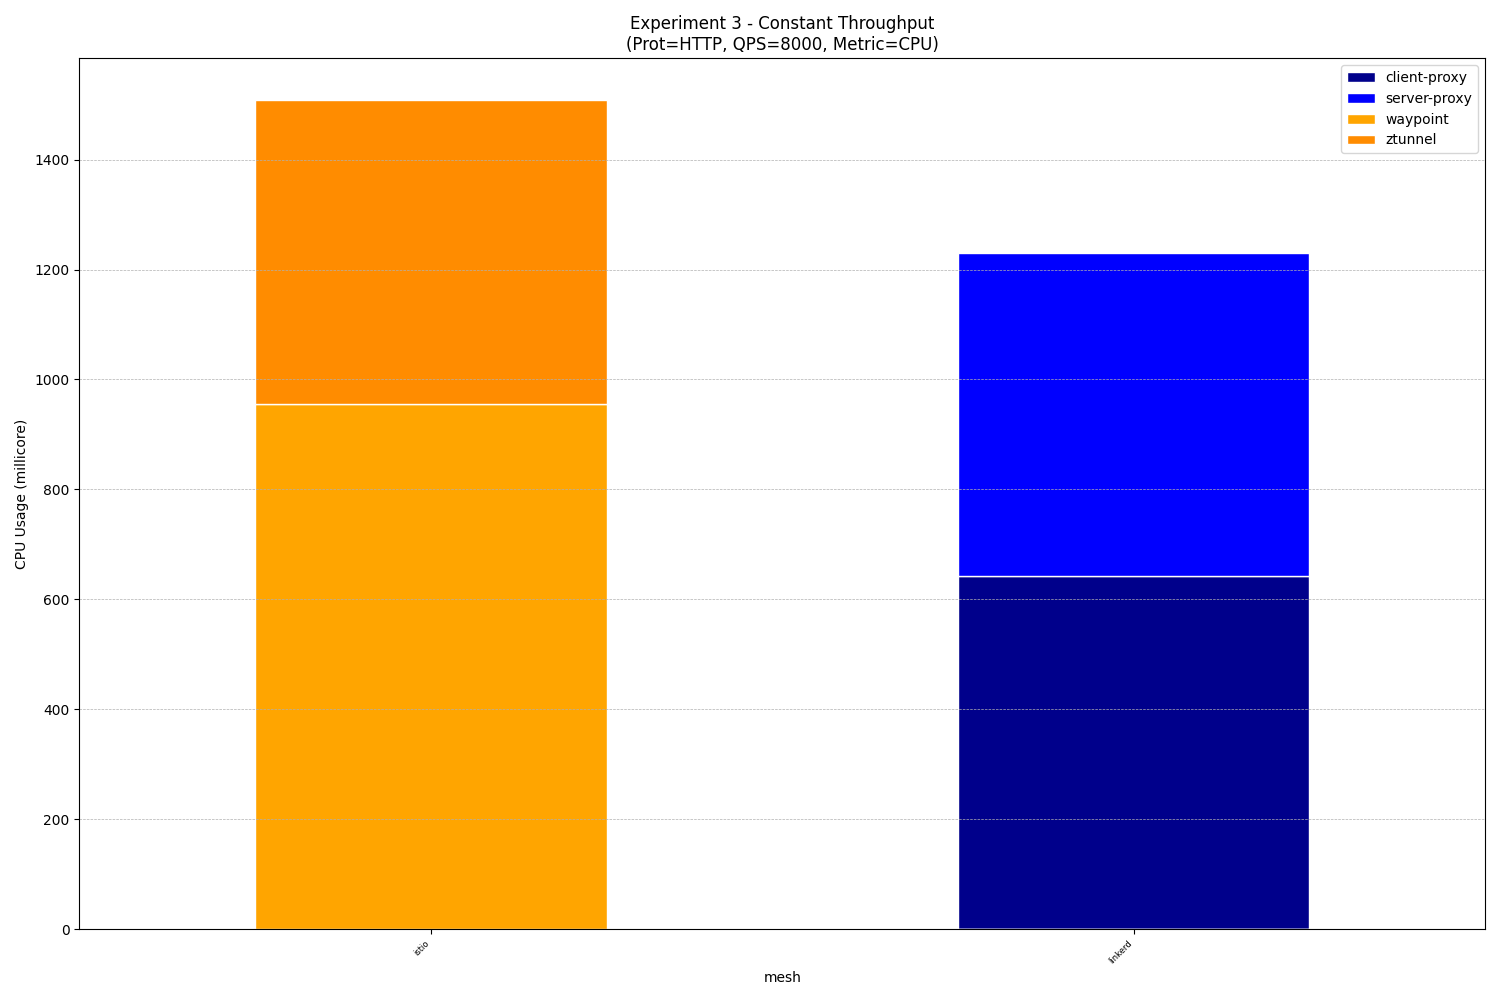 Experiment 3 - Constant Throughput
(Prot=HTTP, QPS=8000, Metric=CPU)
client-proxy
server-proxy
waypoint
ztunnel
1400
1200
1000
800
600
400
200
0
CPU Usage (millicore)
istio
linkerd
mesh